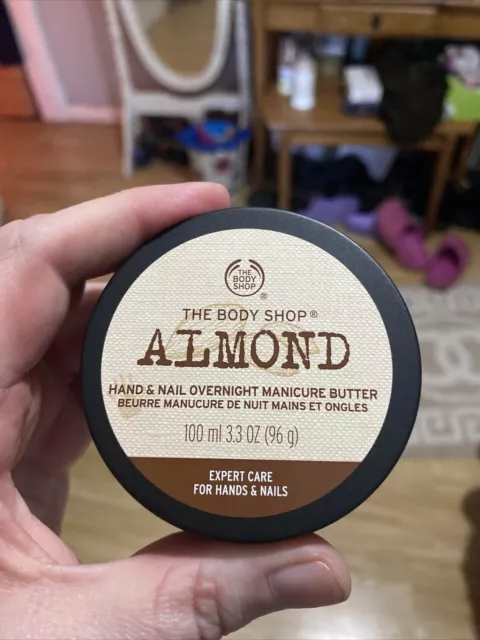 THE
BODY
SHOP
®
THE BODY SHOP®
ALMOND
HAND & NAIL OVERNIGHT MANICURE BUTTER
BEURRE MANUCURE DE NUIT MAINS ET ONGLES
100 ml 3.3 OZ (96 g)
EXPERT CARE
FOR HANDS & NAILS